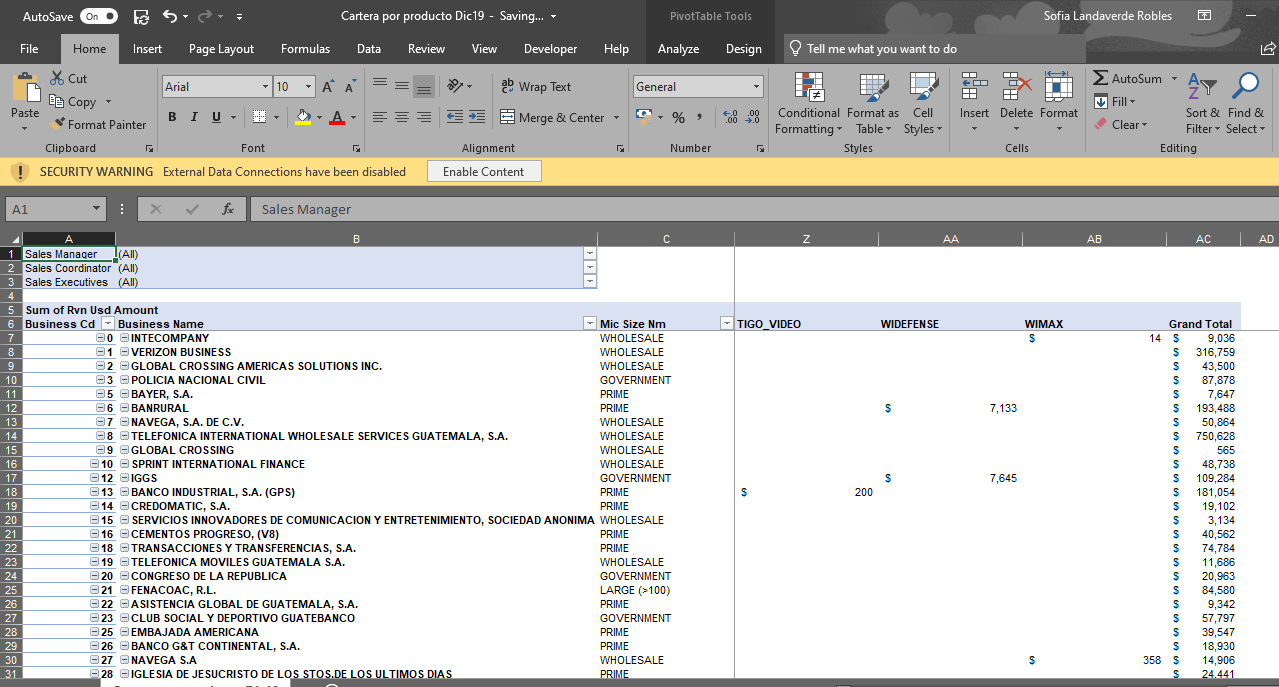 AutoSave On Cartera por producto Dic19 - Saving... PivotTable Tools Sofia Landaverde Robles
File Home Insert Page Layout Formulas Data Review View Developer Help Analyze Design Tell me what you want to do
Paste Cut Copy Format Painter
Clipboard
Arial 10 A A
B I U A
Font
ab Wrap Text
Merge & Center
Alignment
General
$ % , .00 .00
Number
Conditional Formatting Format as Table Cell Styles
Styles
Insert Delete Format
Cells
AutoSum Fill Clear Sort & Filter Find & Select
Editing
SECURITY WARNING External Data Connections have been disabled Enable Content
A1 fx Sales Manager
A B C Z AA AB AC AD
1 Sales Manager (All)
2 Sales Coordinator (All)
3 Sales Executives (All)
4
5 Sum of Rvn Usd Amount
6 Business Cd Business Name Mic Size Nm TIGO_VIDEO WIDEFENSE WIMAX Grand Total
7 0 INTECOMPANY WHOLESALE $ 14 $ 9,036
8 1 VERIZON BUSINESS WHOLESALE $ 316,759
9 2 GLOBAL CROSSING AMERICAS SOLUTIONS INC. WHOLESALE $ 43,500
10 3 POLICIA NACIONAL CIVIL GOVERNMENT $ 87,878
11 5 BAYER, S.A. PRIME $ 7,647
12 6 BANRURAL PRIME $ 7,133 $ 193,488
13 7 NAVEGA, S.A. DE C.V. WHOLESALE $ 50,864
14 8 TELEFONICA INTERNATIONAL WHOLESALE SERVICES GUATEMALA, S.A. WHOLESALE $ 750,628
15 9 GLOBAL CROSSING WHOLESALE $ 565
16 10 SPRINT INTERNATIONAL FINANCE WHOLESALE $ 48,738
17 12 IGGS GOVERNMENT $ 7,645 $ 109,284
18 13 BANCO INDUSTRIAL, S.A. (GPS) PRIME $ 200 $ 181,054
19 14 CREDOMATIC, S.A. PRIME $ 19,102
20 15 SERVICIOS INNOVADORES DE COMUNICACION Y ENTRETENIMIENTO, SOCIEDAD ANONIMA WHOLESALE $ 3,134
21 16 CEMENTOS PROGRESO, (V8) PRIME $ 40,562
22 18 TRANSACCIONES Y TRANSFERENCIAS, S.A. PRIME $ 74,784
23 19 TELEFONICA MOVILES GUATEMALA S.A. WHOLESALE $ 11,686
24 20 CONGRESO DE LA REPUBLICA GOVERNMENT $ 20,963
25 21 FENACOAC, R.L. LARGE (>100) $ 84,580
26 22 ASISTENCIA GLOBAL DE GUATEMALA, S.A. PRIME $ 9,342
27 23 CLUB SOCIAL Y DEPORTIVO GUATEBANCO GOVERNMENT $ 57,797
28 25 EMBAJADA AMERICANA PRIME $ 39,547
29 26 BANCO G&T CONTINENTAL, S.A. PRIME $ 18,930
30 27 NAVEGA S.A WHOLESALE $ 358 $ 14,906
31 28 IGLESIA DE JESUCRISTO DE LOS STOS.DE LOS ULTIMOS DIAS PRIME $ 24,441